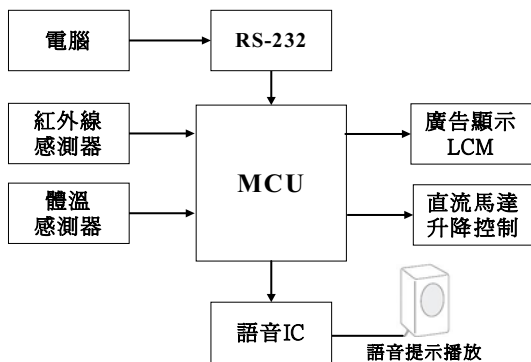 電腦
RS-232
紅外線
感測器
MCU
廣告顯示
LCM
體溫
感測器
直流馬達
升降控制
語音IC
語音提示播放